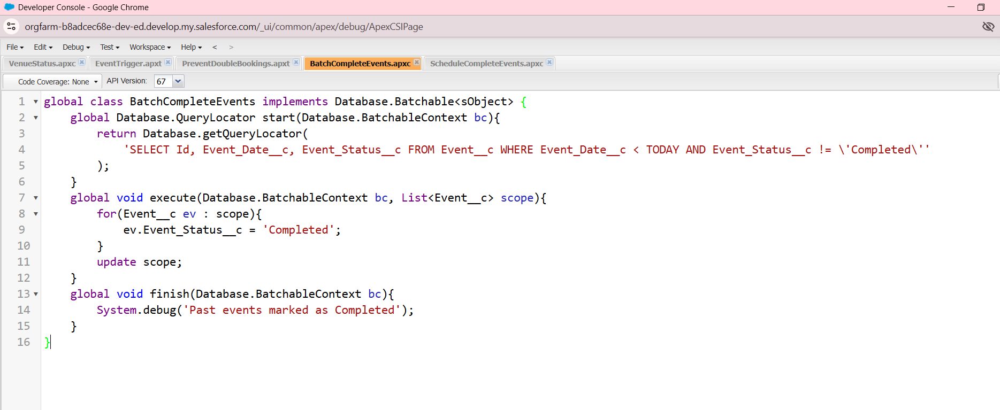 Developer Console - Google Chrome
orgfarm-b8adcec68e-dev-ed.develop.my.salesforce.com/_ui/common/apex/debug/ApexCSIPage
File Edit Debug Test Workspace Help < >
VenueStatus.apxc EventTrigger.apxt PreventDoubleBookings.apxt BatchCompleteEvents.apxc ScheduleCompleteEvents.apxc
Code Coverage: None API Version: 67
1 global class BatchCompleteEvents implements Database.Batchable<sObject> {
2 global Database.QueryLocator start(Database.BatchableContext bc){
3 return Database.getQueryLocator(
4 'SELECT Id, Event_Date__c, Event_Status__c FROM Event__c WHERE Event_Date__c < TODAY AND Event_Status__c != \'Completed\''
5 );
6 }
7 global void execute(Database.BatchableContext bc, List<Event__c> scope){
8 for(Event__c ev : scope){
9 ev.Event_Status__c = 'Completed';
10 }
11 update scope;
12 }
13 global void finish(Database.BatchableContext bc){
14 System.debug('Past events marked as Completed');
15 }
16 }